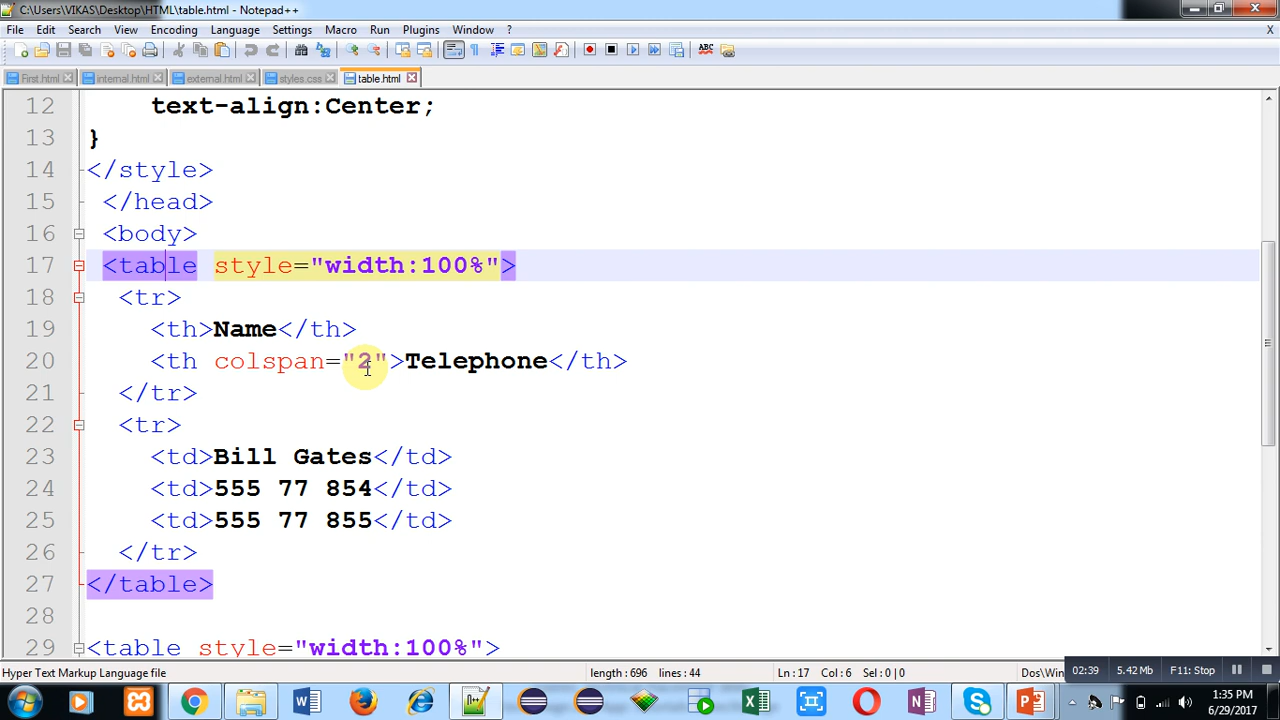 C:\Users\VIKAS\Desktop\HTML\table.html - Notepad++
File Edit Search View Encoding Language Settings Macro Run Plugins Window ? X
First.html internal.html external.html styles.css table.html
12 text-align:Center;
13 }
14 </style>
15 </head>
16 <body>
17 <table style="width:100%">
18 <tr>
19 <th>Name</th>
20 <th colspan="2">Telephone</th>
21 </tr>
22 <tr>
23 <td>Bill Gates</td>
24 <td>555 77 854</td>
25 <td>555 77 855</td>
26 </tr>
27 </table>
28
29 <table style="width:100%">
Hyper Text Markup Language file length : 696 lines : 44 Ln : 17 Col : 6 Sel : 0 | 0 Dos\Win 02:39 5.42 Mb F11: Stop
1:35 PM
6/29/2017